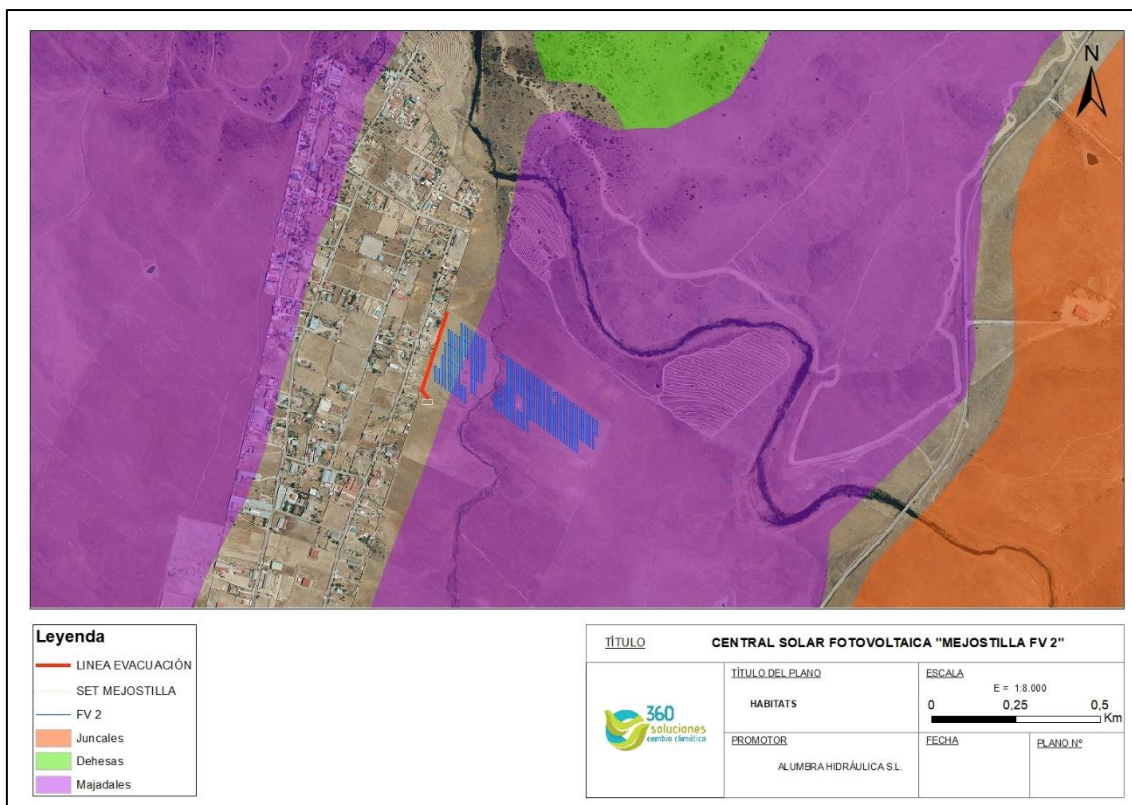 N
Leyenda
LINEA EVACUACIÓN
SET MEJOSTILLA
FV 2
Juncales
Dehesas
Majadales
TÍTULO
CENTRAL SOLAR FOTOVOLTAICA "MEJOSTILLA FV 2"
360
soluciones
cambio climático
TÍTULO DEL PLANO
HABITATS
ESCALA
E = 1:8.000
0 0,25 0,5
Km
PROMOTOR
ALUMBRA HIDRÁULICA S.L.
FECHA
PLANO Nº